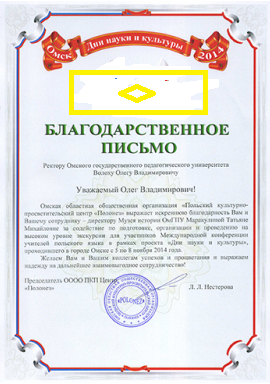 Омск Дни науки и культуры 2014
БЛАГОДАРСТВЕННОЕ
ПИСЬМО
Ректору Омского государственного педагогического университета
Волоху Олегу Владимировичу
Уважаемый Олег Владимирович!
Омская областная общественная организация «Польский культурно-
просветительский центр «Полонез» выражает искреннюю благодарность Вам и
Вашему сотруднику – директору Музея истории ОмГПУ Маракулиной Татьяне
Михайловне за содействие по подготовке, организации и проведению на
высоком уровне экскурсии для участников Международной конференции
учителей польского языка в рамках проекта «Дни науки и культуры»,
проводимого в городе Омске с 5 по 8 ноября 2014 года.
Желаем Вам и Вашим коллегам успехов и процветания и выражаем
надежду на дальнейшее взаимовыгодное сотрудничество!
Председатель ОООО ПКП Центр
«Полонез»
Л. Л. Нестерова